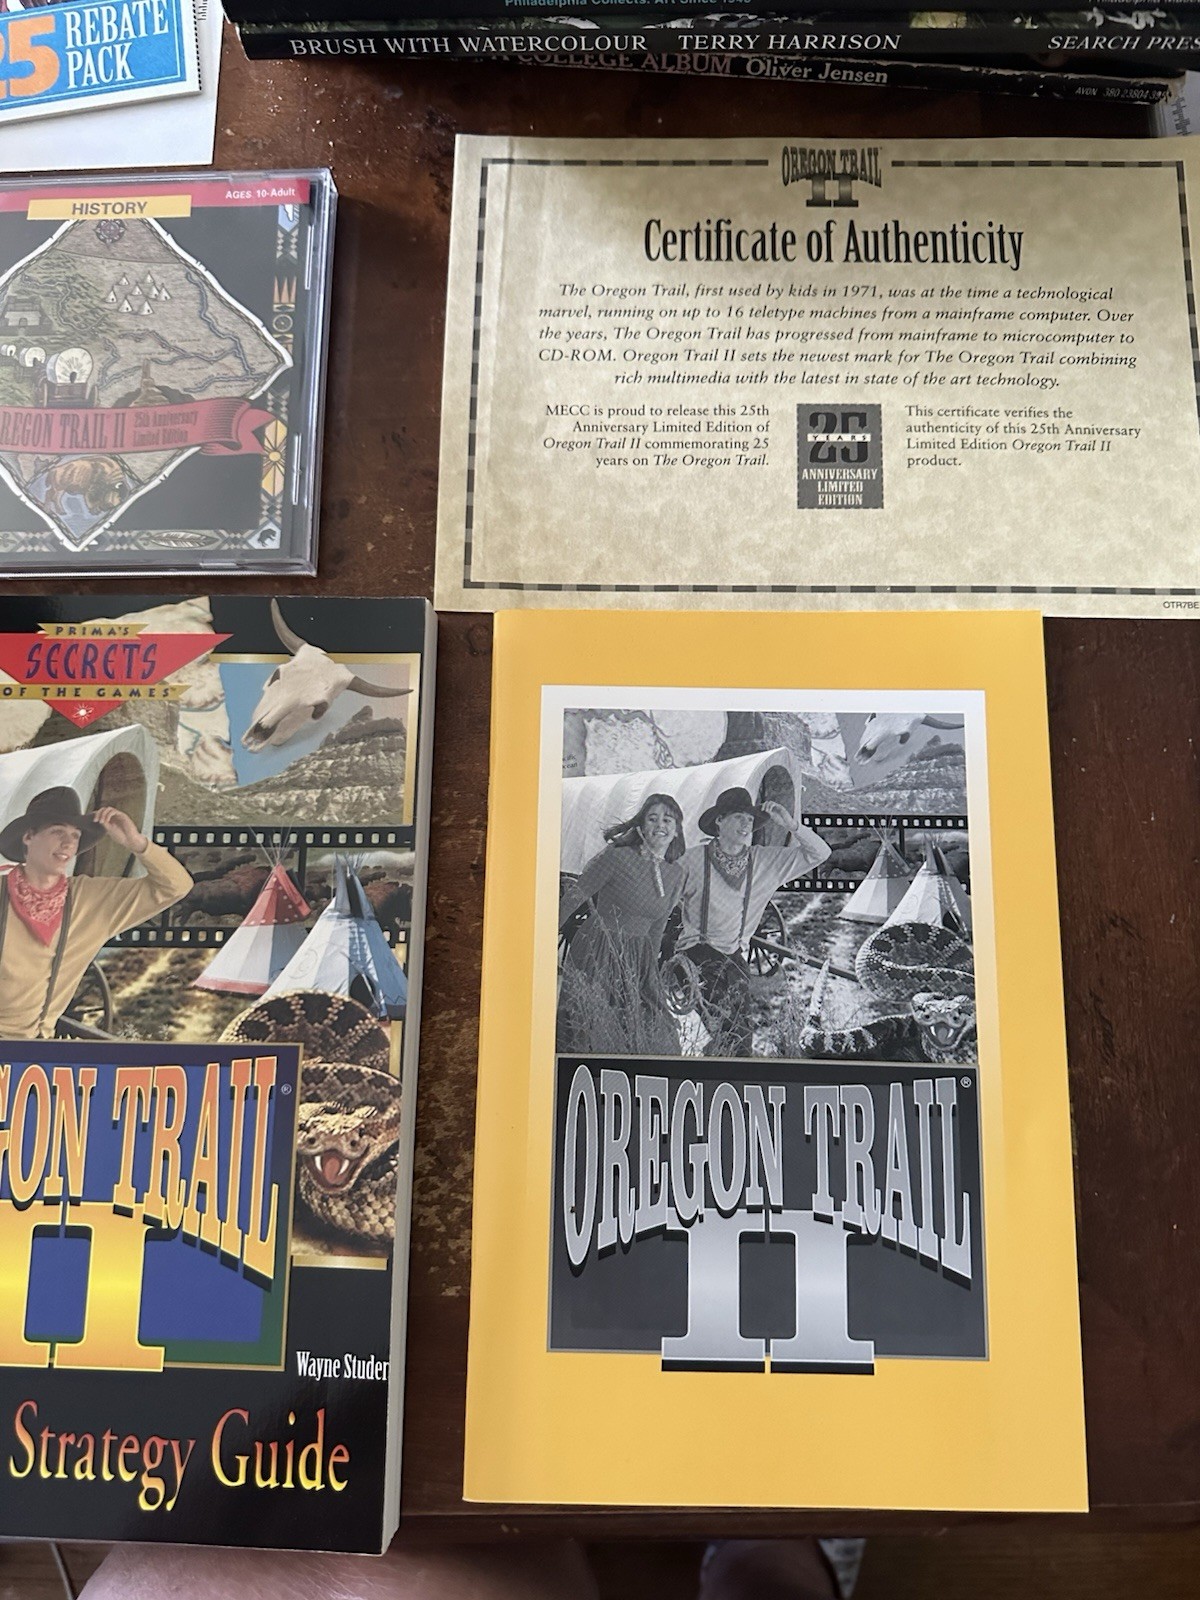 Philadelphia Collects: Art Since 1940
BRUSH WITH WATERCOLOUR TERRY HARRISON SEARCH PRES
A COLLEGE ALBUM Oliver Jensen
AVON 380 23804 395
25 REBATE
PACK
AGES 10-Adult
HISTORY
REGON TRAIL II 25th Anniversary
Limited Edition
OREGON TRAIL
II
Certificate of Authenticity
The Oregon Trail, first used by kids in 1971, was at the time a technological
marvel, running on up to 16 teletype machines from a mainframe computer. Over
the years, The Oregon Trail has progressed from mainframe to microcomputer to
CD-ROM. Oregon Trail II sets the newest mark for The Oregon Trail combining
rich multimedia with the latest in state of the art technology.
MECC is proud to release this 25th
Anniversary Limited Edition of
Oregon Trail II commemorating 25
years on The Oregon Trail.
25
YEARS
ANNIVERSARY
LIMITED
EDITION
This certificate verifies the
authenticity of this 25th Anniversary
Limited Edition Oregon Trail II
product.
OTR7BE
PRIMA'S
SECRETS
OF THE GAMES™
GON TRAIL®
II
Wayne Studer
Strategy Guide
OREGON TRAIL®
II